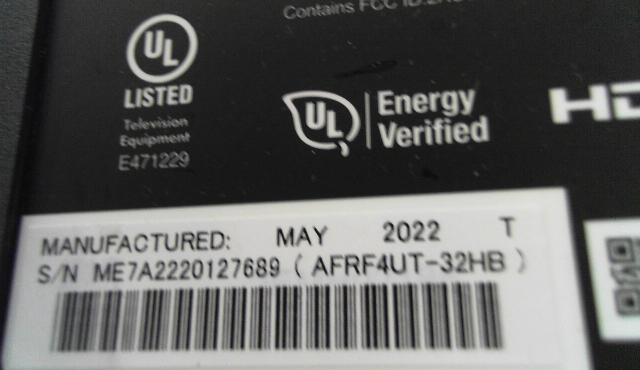 Contains FCC ID:
UL
LISTED
Television
Equipment
E471229
UL
Energy
Verified
MANUFACTURED: MAY 2022 T
S/N ME7A2220127689 ( AFRF4UT-32HB )